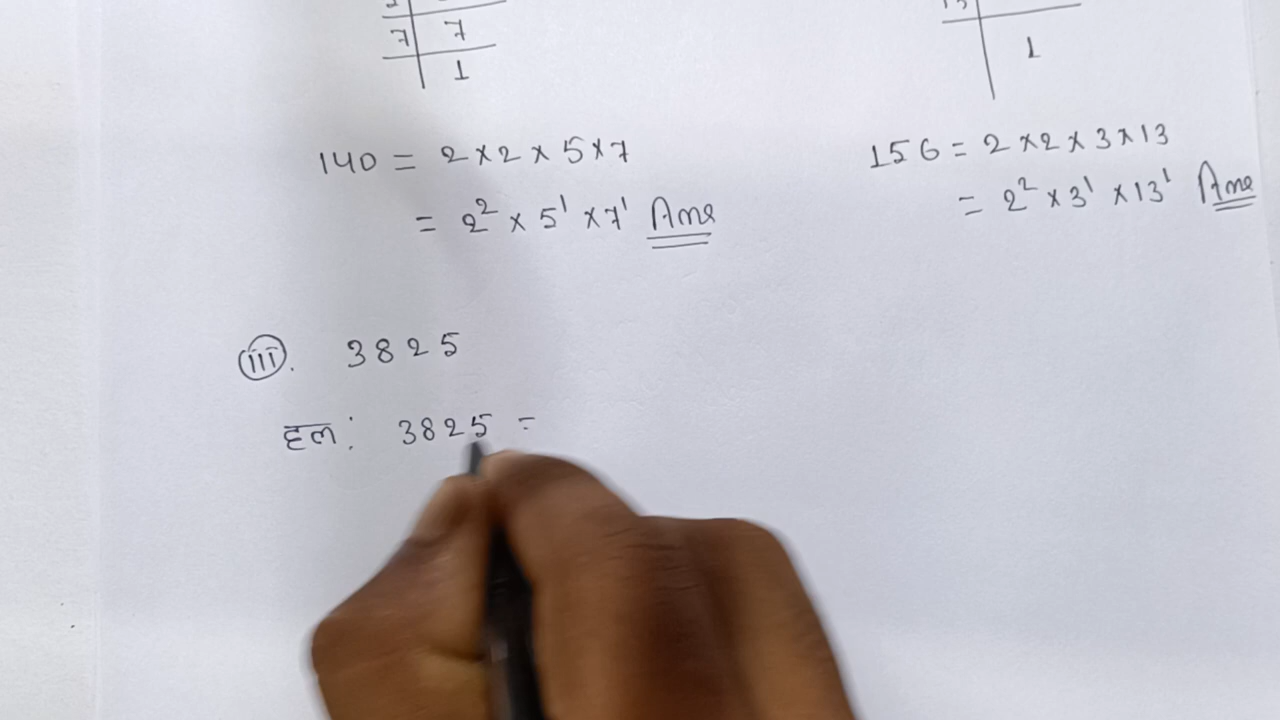 7 7
1
1
140 = 2 × 2 × 5 × 7
= 2² × 5¹ × 7¹ Ans
156 = 2 × 2 × 3 × 13
= 2² × 3¹ × 13¹ Ans
(iii). 3825
हल: 3825 =